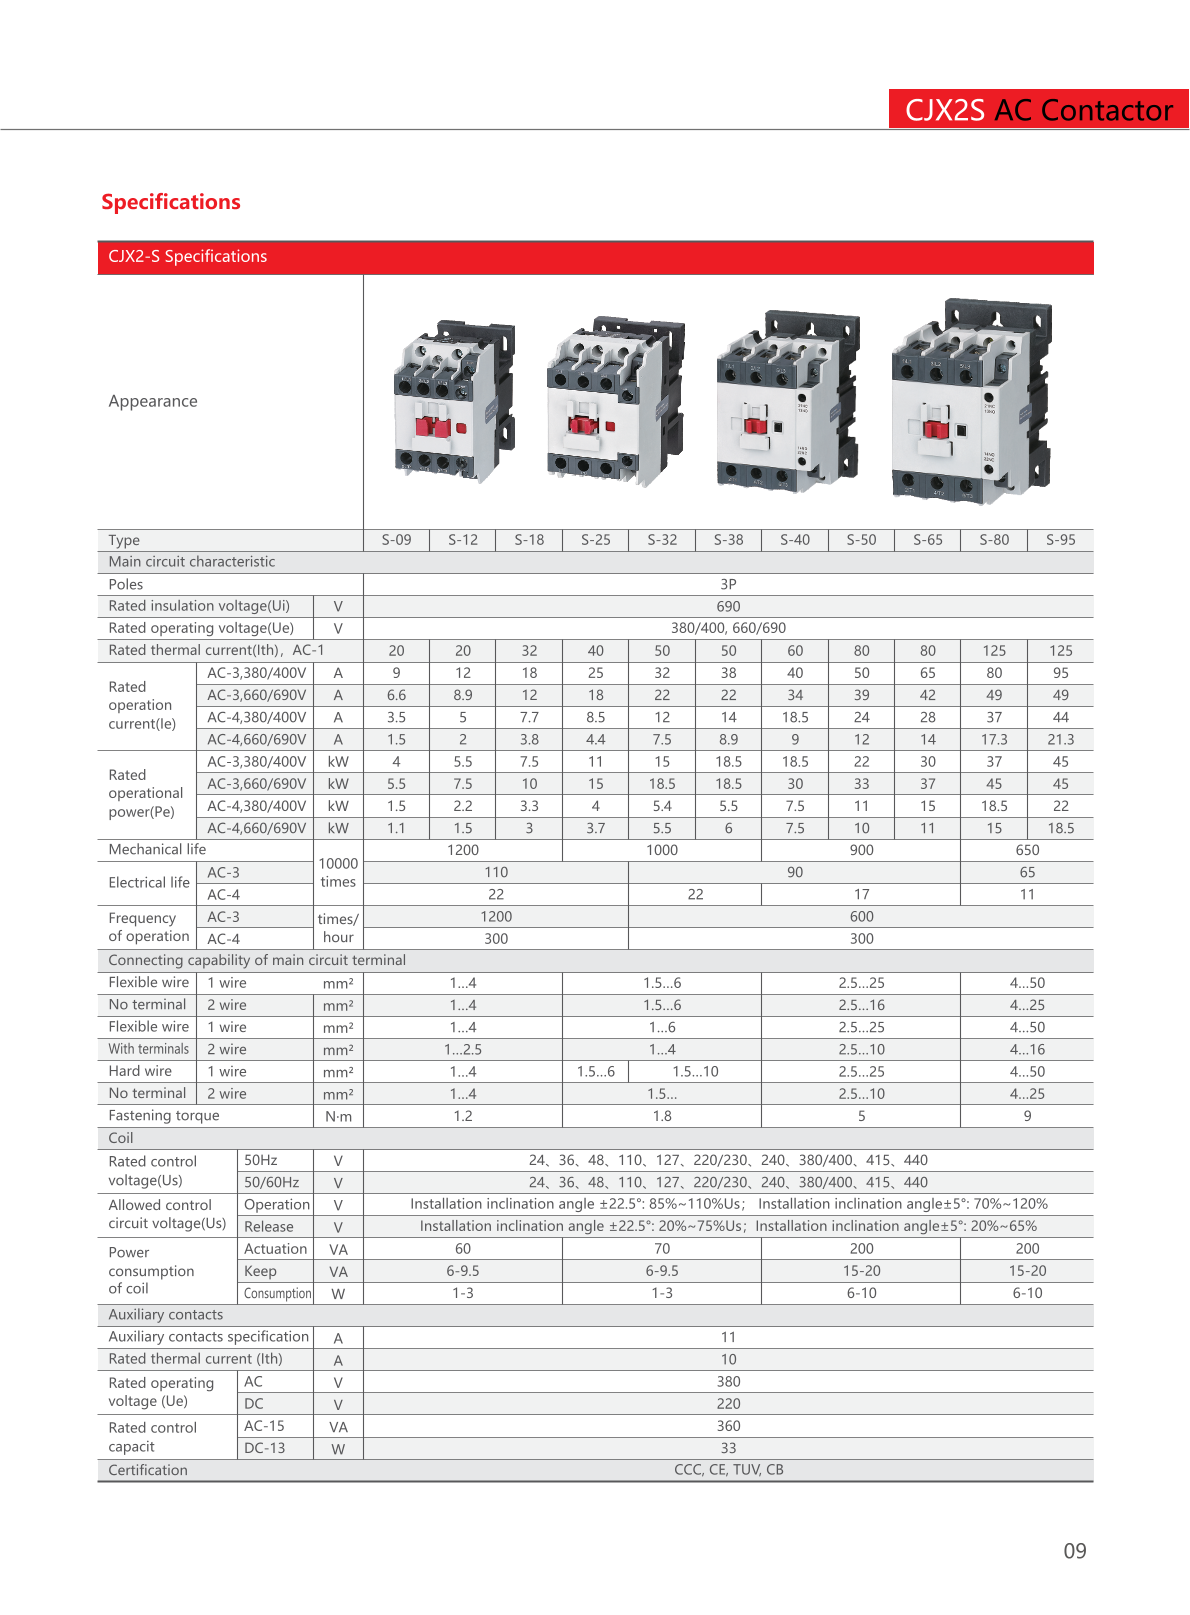 CJX2S AC Contactor
Specifications
CJX2-S Specifications
Appearance
Type S-09 S-12 S-18 S-25 S-32 S-38 S-40 S-50 S-65 S-80 S-95
Main circuit characteristic
Poles 3P
Rated insulation voltage(Ui) V 690
Rated operating voltage(Ue) V 380/400, 660/690
Rated thermal current(Ith)，AC-1 20 20 32 40 50 50 60 80 80 125 125
Rated operation current(Ie)
AC-3,380/400V A 9 12 18 25 32 38 40 50 65 80 95
AC-3,660/690V A 6.6 8.9 12 18 22 22 34 39 42 49 49
AC-4,380/400V A 3.5 5 7.7 8.5 12 14 18.5 24 28 37 44
AC-4,660/690V A 1.5 2 3.8 4.4 7.5 8.9 9 12 14 17.3 21.3
Rated operational power(Pe)
AC-3,380/400V kW 4 5.5 7.5 11 15 18.5 18.5 22 30 37 45
AC-3,660/690V kW 5.5 7.5 10 15 18.5 18.5 30 33 37 45 45
AC-4,380/400V kW 1.5 2.2 3.3 4 5.4 5.5 7.5 11 15 18.5 22
AC-4,660/690V kW 1.1 1.5 3 3.7 5.5 6 7.5 10 11 15 18.5
Mechanical life 10000 times 1200 1000 900 650
Electrical life
AC-3 110 90 65
AC-4 22 22 17 11
Frequency of operation times/hour
AC-3 1200 600
AC-4 300 300
Connecting capability of main circuit terminal
Flexible wire 1 wire mm² 1...4 1.5...6 2.5...25 4...50
No terminal 2 wire mm² 1...4 1.5...6 2.5...16 4...25
Flexible wire 1 wire mm² 1...4 1...6 2.5...25 4...50
With terminals 2 wire mm² 1...2.5 1...4 2.5...10 4...16
Hard wire 1 wire mm² 1...4 1.5...6 1.5...10 2.5...25 4...50
No terminal 2 wire mm² 1...4 1.5... 2.5...10 4...25
Fastening torque N·m 1.2 1.8 5 9
Coil
Rated control voltage(Us)
50Hz V 24、36、48、110、127、220/230、240、380/400、415、440
50/60Hz V 24、36、48、110、127、220/230、240、380/400、415、440
Allowed control circuit voltage(Us)
Operation V Installation inclination angle ±22.5°: 85%~110%Us； Installation inclination angle±5°: 70%~120%
Release V Installation inclination angle ±22.5°: 20%~75%Us；Installation inclination angle±5°: 20%~65%
Power consumption of coil
Actuation VA 60 70 200 200
Keep VA 6-9.5 6-9.5 15-20 15-20
Consumption W 1-3 1-3 6-10 6-10
Auxiliary contacts
Auxiliary contacts specification A 11
Rated thermal current (Ith) A 10
Rated operating voltage (Ue)
AC V 380
DC V 220
Rated control capacit
AC-15 VA 360
DC-13 W 33
Certification CCC, CE, TUV, CB
09